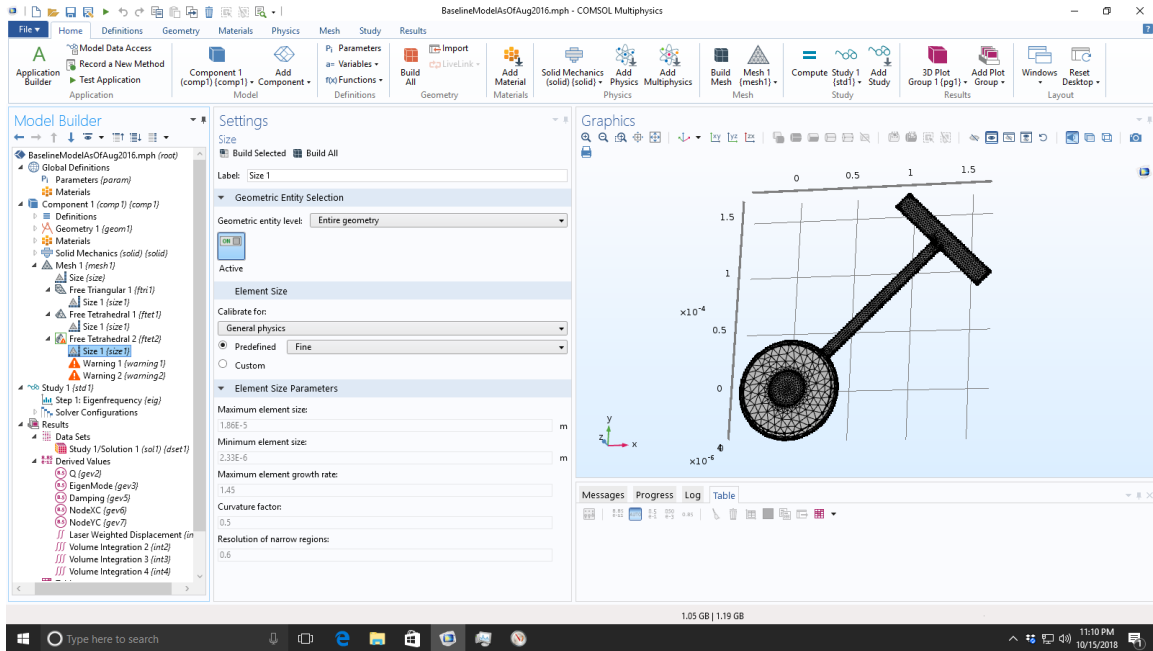 BaselineModelAsOfAug2016.mph - COMSOL Multiphysics
File Home Definitions Geometry Materials Physics Mesh Study Results
Application Builder
Model Data Access
Record a New Method
Test Application
Application
Component 1 (comp1) (comp1)
Add Component
Model
Pi Parameters
a= Variables
f(x) Functions
Definitions
Build All
Import
LiveLink
Geometry
Add Material
Materials
Solid Mechanics (solid) (solid)
Add Physics
Add Multiphysics
Physics
Build Mesh
Mesh 1 (mesh1)
Mesh
Compute
Study 1 (std1)
Add Study
Study
3D Plot Group 1 (pg1)
Add Plot Group
Results
Windows
Reset Desktop
Layout
Model Builder
BaselineModelAsOfAug2016.mph (root)
Global Definitions
Pi Parameters (param)
Materials
Component 1 (comp1) (comp1)
Definitions
Geometry 1 (geom1)
Materials
Solid Mechanics (solid) (solid)
Mesh 1 (mesh1)
Size (size)
Free Triangular 1 (ftri1)
Size 1 (size1)
Free Tetrahedral 1 (ftet1)
Size 1 (size1)
Free Tetrahedral 2 (ftet2)
Size 1 (size1)
Warning 1 (warning1)
Warning 2 (warning2)
Study 1 (std1)
Step 1: Eigenfrequency (eig)
Solver Configurations
Results
Data Sets
Study 1/Solution 1 (sol1) (dset1)
Derived Values
Q (gev2)
EigenMode (gev3)
Damping (gev5)
NodeXC (gev6)
NodeYC (gev7)
Laser Weighted Displacement (in
Volume Integration 2 (int2)
Volume Integration 3 (int3)
Volume Integration 4 (int4)
Settings
Size
Build Selected Build All
Label: Size 1
Geometric Entity Selection
Geometric entity level: Entire geometry
ON
Active
Element Size
Calibrate for:
General physics
Predefined Fine
Custom
Element Size Parameters
Maximum element size:
1.86E-5 m
Minimum element size:
2.33E-6 m
Maximum element growth rate:
1.45
Curvature factor:
0.5
Resolution of narrow regions:
0.6
Graphics
0 0.5 1 1.5
1.5
1
×10-4
0.5
0
×10-6
y
z x
Messages Progress Log Table
1.05 GB | 1.19 GB
Type here to search
11:10 PM
10/15/2018